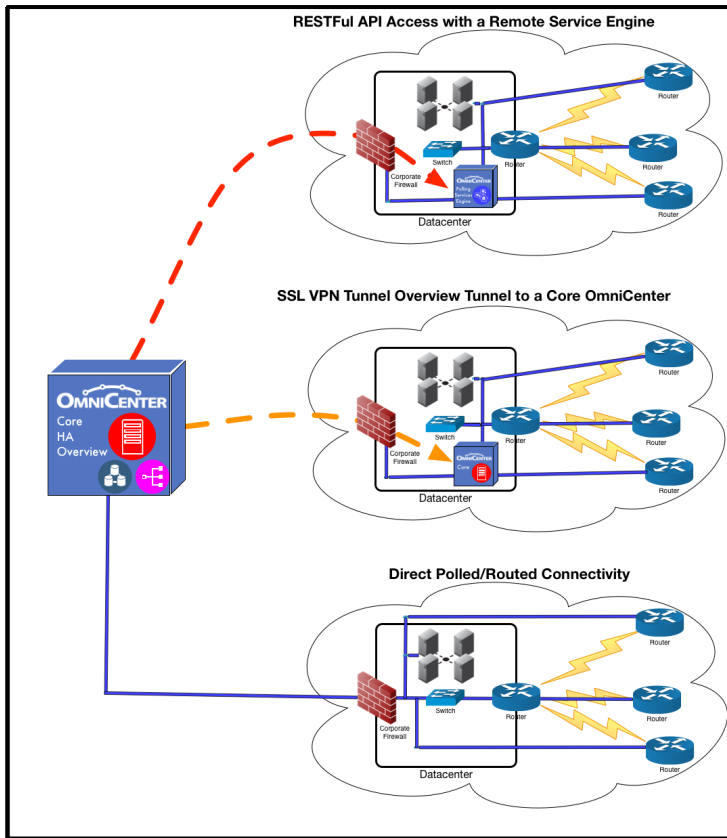 RESTFul API Access with a Remote Service Engine
Router
Switch
Router
Router
Corporate
Firewall
OMNICENTER
Polling
Services
Engine
Router
Datacenter
SSL VPN Tunnel Overview Tunnel to a Core OmniCenter
Router
Switch
Router
Router
Corporate
Firewall
OMNICENTER
Core
Router
Datacenter
OMNICENTER
Core
HA
Overview
Direct Polled/Routed Connectivity
Router
Switch
Router
Router
Corporate
Firewall
Router
Datacenter